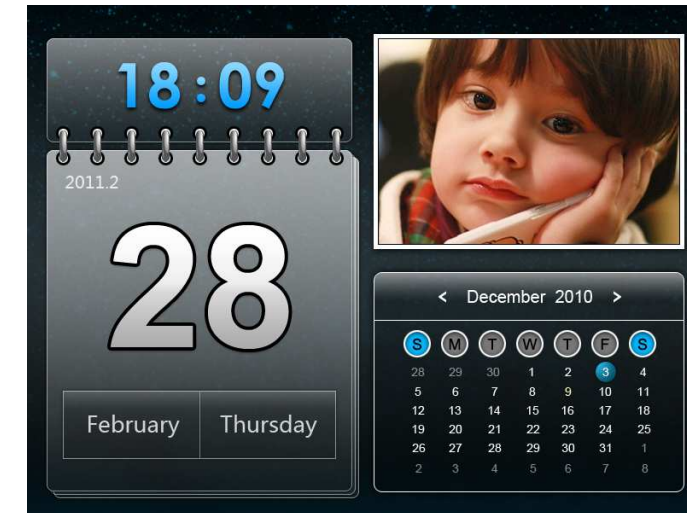 18:09
2011.2
28
February Thursday
< December 2010 >
S M T W T F S
28 29 30 1 2 3 4
5 6 7 8 9 10 11
12 13 14 15 16 17 18
19 20 21 22 23 24 25
26 27 28 29 30 31 1
2 3 4 5 6 7 8